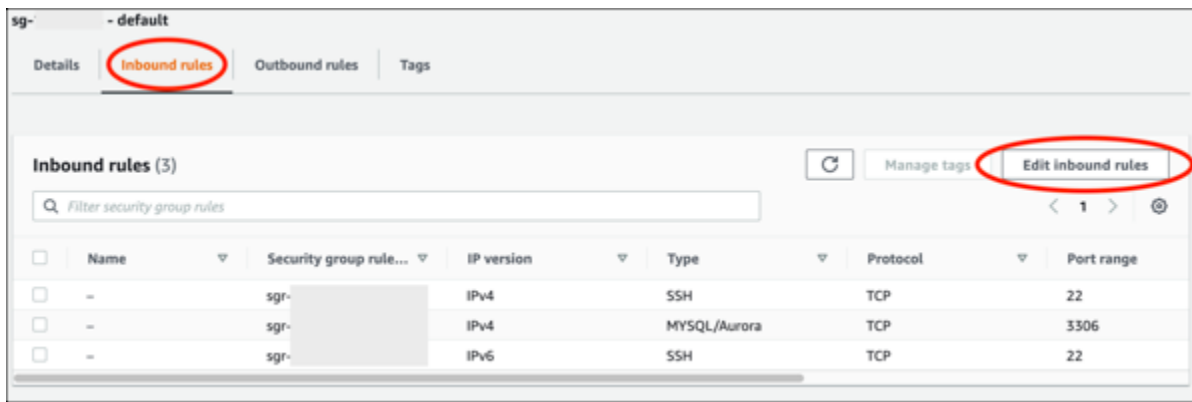 sg- - default
Details Inbound rules Outbound rules Tags
Inbound rules (3) Manage tags Edit inbound rules
Filter security group rules < 1 >
Name Security group rule... IP version Type Protocol Port range
– sgr- IPv4 SSH TCP 22
– sgr- IPv4 MYSQL/Aurora TCP 3306
– sgr- IPv6 SSH TCP 22